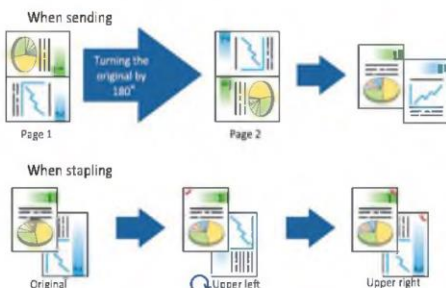 When sending
Turning the
original by
180°
Page 1
Page 2
When stapling
Original
Upper left
Upper right